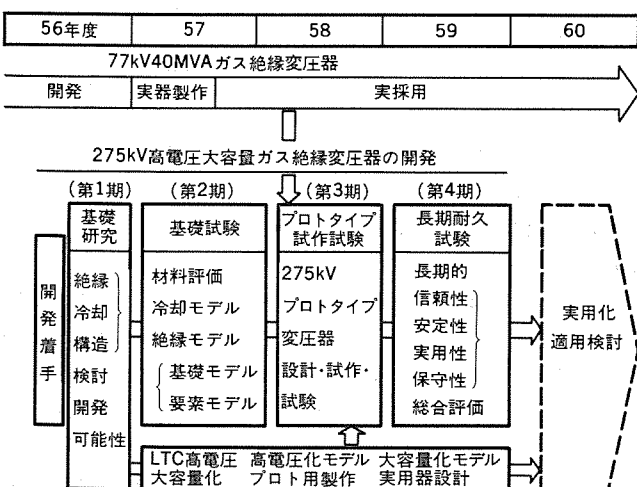 56年度 57 58 59 60
77kV40MVAガス絶縁変圧器
開発 実器製作 実採用
275kV高電圧大容量ガス絶縁変圧器の開発
(第1期) (第2期) (第3期) (第4期)
開発着手
基礎
研究
絶縁
冷却
構造
検討
開発
可能性
基礎試験
材料評価
冷却モデル
絶縁モデル
基礎モデル
要素モデル
プロトタイプ
試作試験
275kV
プロトタイプ
変圧器
設計・試作・
試験
長期耐久
試験
長期的
信頼性
安定性
実用性
保守性
総合評価
実用化
適用検討
LTC高電圧 高電圧化モデル 大容量化モデル
大容量化 プロト用製作 実用器設計